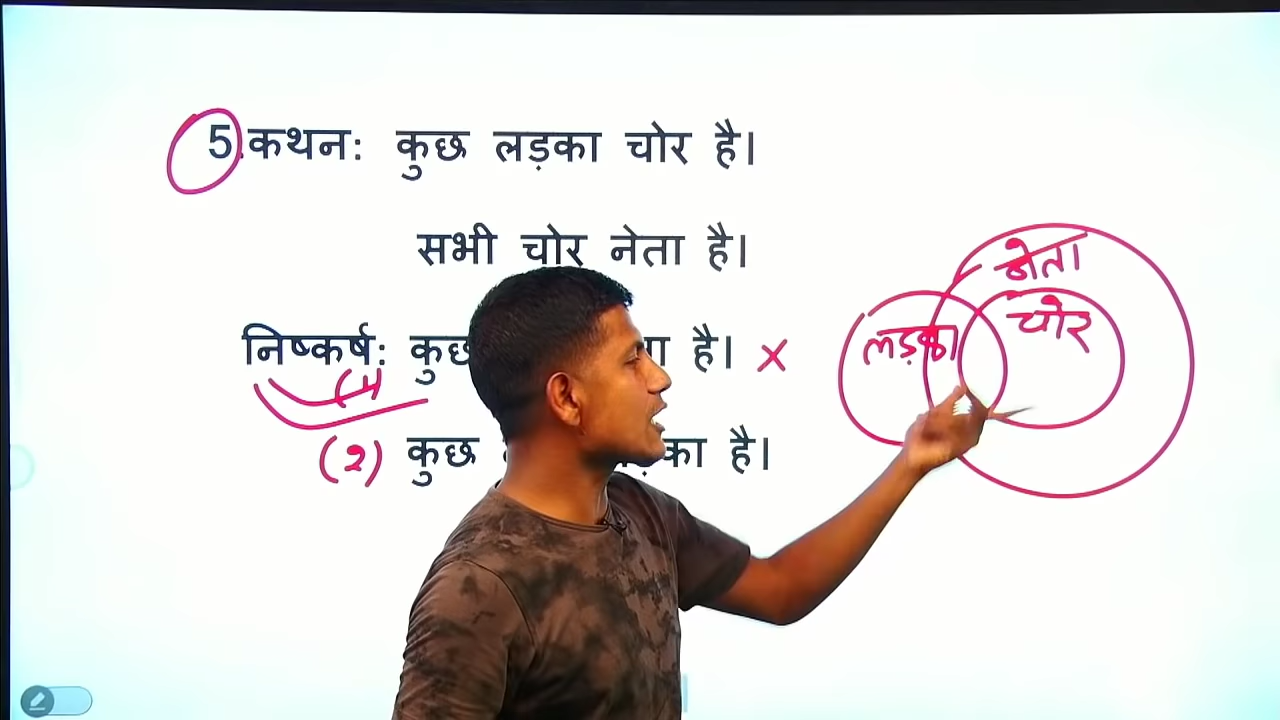 5.कथन: कुछ लड़का चोर है।
सभी चोर नेता है।
निष्कर्ष: कुछ है। ×
(1)
(2) कुछ है।
नेता
चोर
लड़का